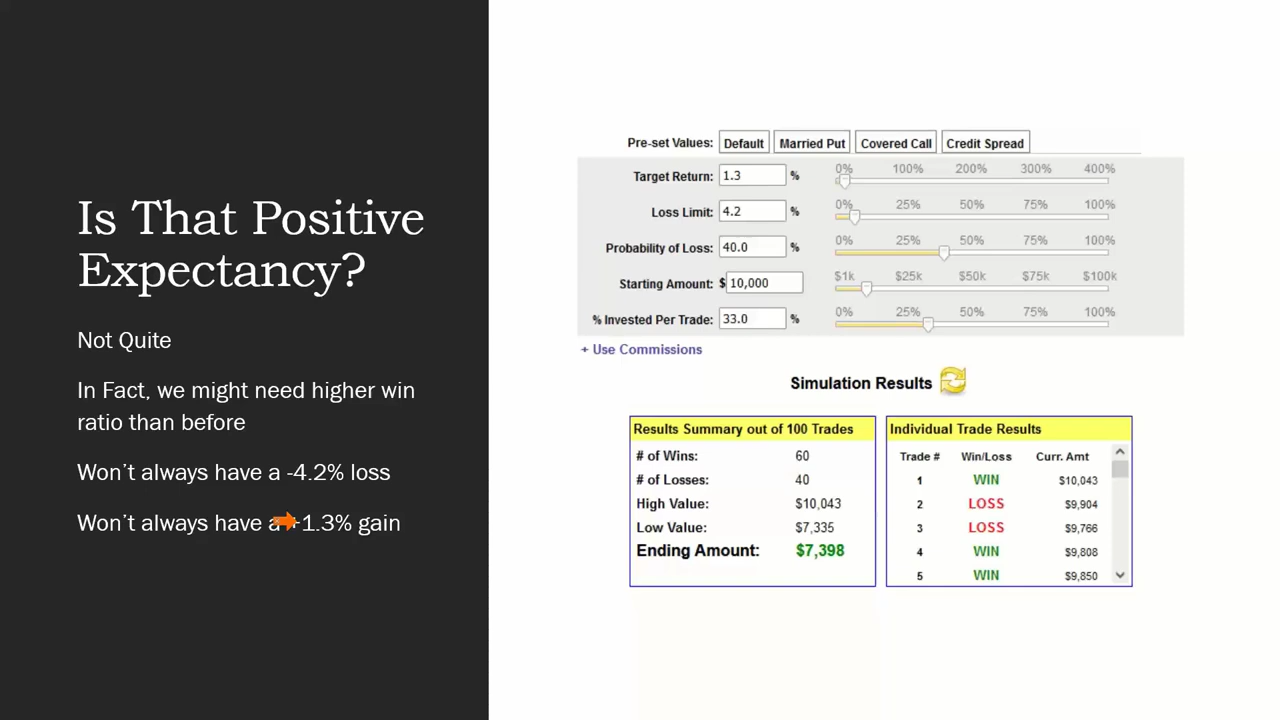 Is That Positive
Expectancy?
Not Quite
In Fact, we might need higher win
ratio than before
Won't always have a -4.2% loss
Won't always have a +1.3% gain
Pre-set Values: Default Married Put Covered Call Credit Spread
Target Return: 1.3 % 0% 100% 200% 300% 400%
Loss Limit: 4.2 % 0% 25% 50% 75% 100%
Probability of Loss: 40.0 % 0% 25% 50% 75% 100%
Starting Amount: $ 10,000 $1k $25k $50k $75k $100k
% Invested Per Trade: 33.0 % 0% 25% 50% 75% 100%
+ Use Commissions
Simulation Results
Results Summary out of 100 Trades
# of Wins: 60
# of Losses: 40
High Value: $10,043
Low Value: $7,335
Ending Amount: $7,398
Individual Trade Results
Trade # Win/Loss Curr. Amt
1 WIN $10,043
2 LOSS $9,904
3 LOSS $9,766
4 WIN $9,808
5 WIN $9,850